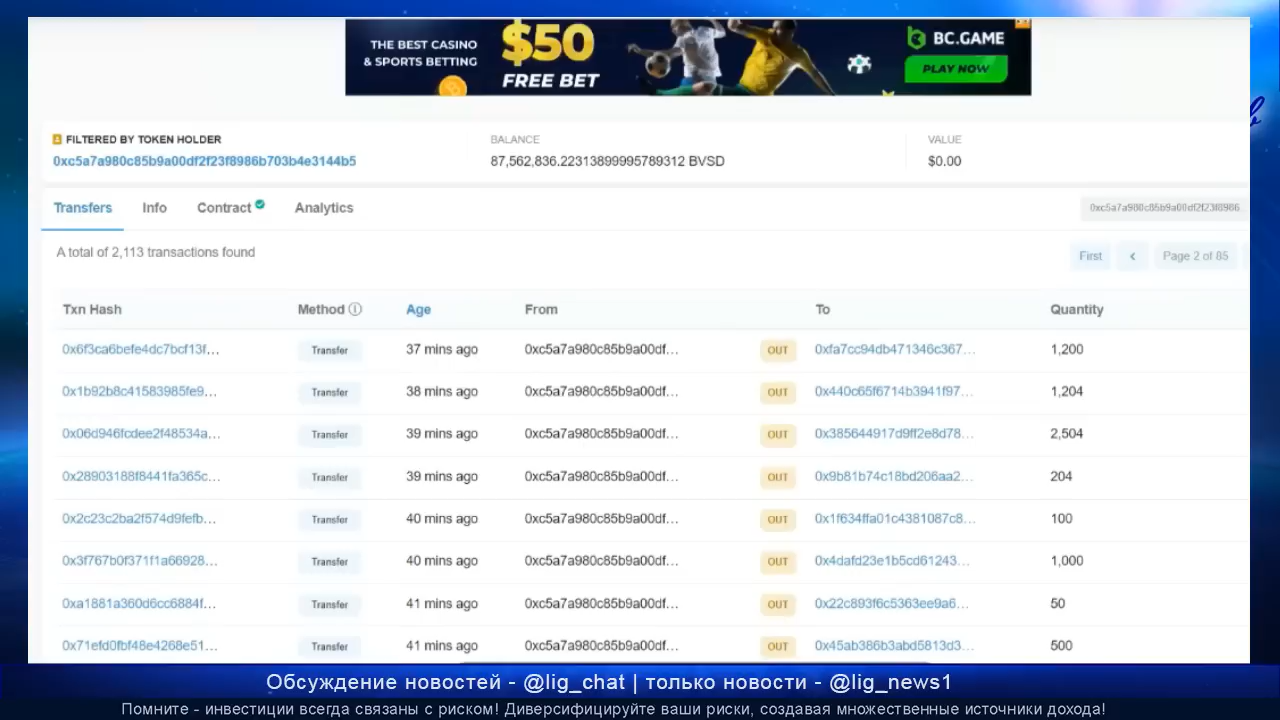 THE BEST CASINO
& SPORTS BETTING
$50
FREE BET
BC.GAME
PLAY NOW
FILTERED BY TOKEN HOLDER
0xc5a7a980c85b9a00df2f23f8986b703b4e3144b5
BALANCE
87,562,836.22313899995789312 BVSD
VALUE
$0.00
Transfers Info Contract Analytics
0xc5a7a980c85b9a00df2f23f8986
A total of 2,113 transactions found
First Page 2 of 85
Txn Hash Method Age From To Quantity
0x6f3ca6befe4dc7bcf13f... Transfer 37 mins ago 0xc5a7a980c85b9a00df... OUT 0xfa7cc94db471346c367... 1,200
0x1b92b8c41583985fe9... Transfer 38 mins ago 0xc5a7a980c85b9a00df... OUT 0x440c65f6714b3941f97... 1,204
0x06d946fcdee2f48534a... Transfer 39 mins ago 0xc5a7a980c85b9a00df... OUT 0x385644917d9ff2e8d78... 2,504
0x28903188f8441fa365c... Transfer 39 mins ago 0xc5a7a980c85b9a00df... OUT 0x9b81b74c18bd206aa2... 204
0x2c23c2ba2f574d9fefb... Transfer 40 mins ago 0xc5a7a980c85b9a00df... OUT 0x1f634ffa01c4381087c8... 100
0x3f767b0f371f1a66928... Transfer 40 mins ago 0xc5a7a980c85b9a00df... OUT 0x4dafd23e1b5cd61243... 1,000
0xa1881a360d6cc6884f... Transfer 41 mins ago 0xc5a7a980c85b9a00df... OUT 0x22c893f6c5363ee9a6... 50
0x71efd0fbf48e4268e51... Transfer 41 mins ago 0xc5a7a980c85b9a00df... OUT 0x45ab386b3abd5813d3... 500
Обсуждение новостей - @lig_chat | только новости - @lig_news1
Помните - инвестиции всегда связаны с риском! Диверсифицируйте ваши риски, создавая множественные источники дохода!